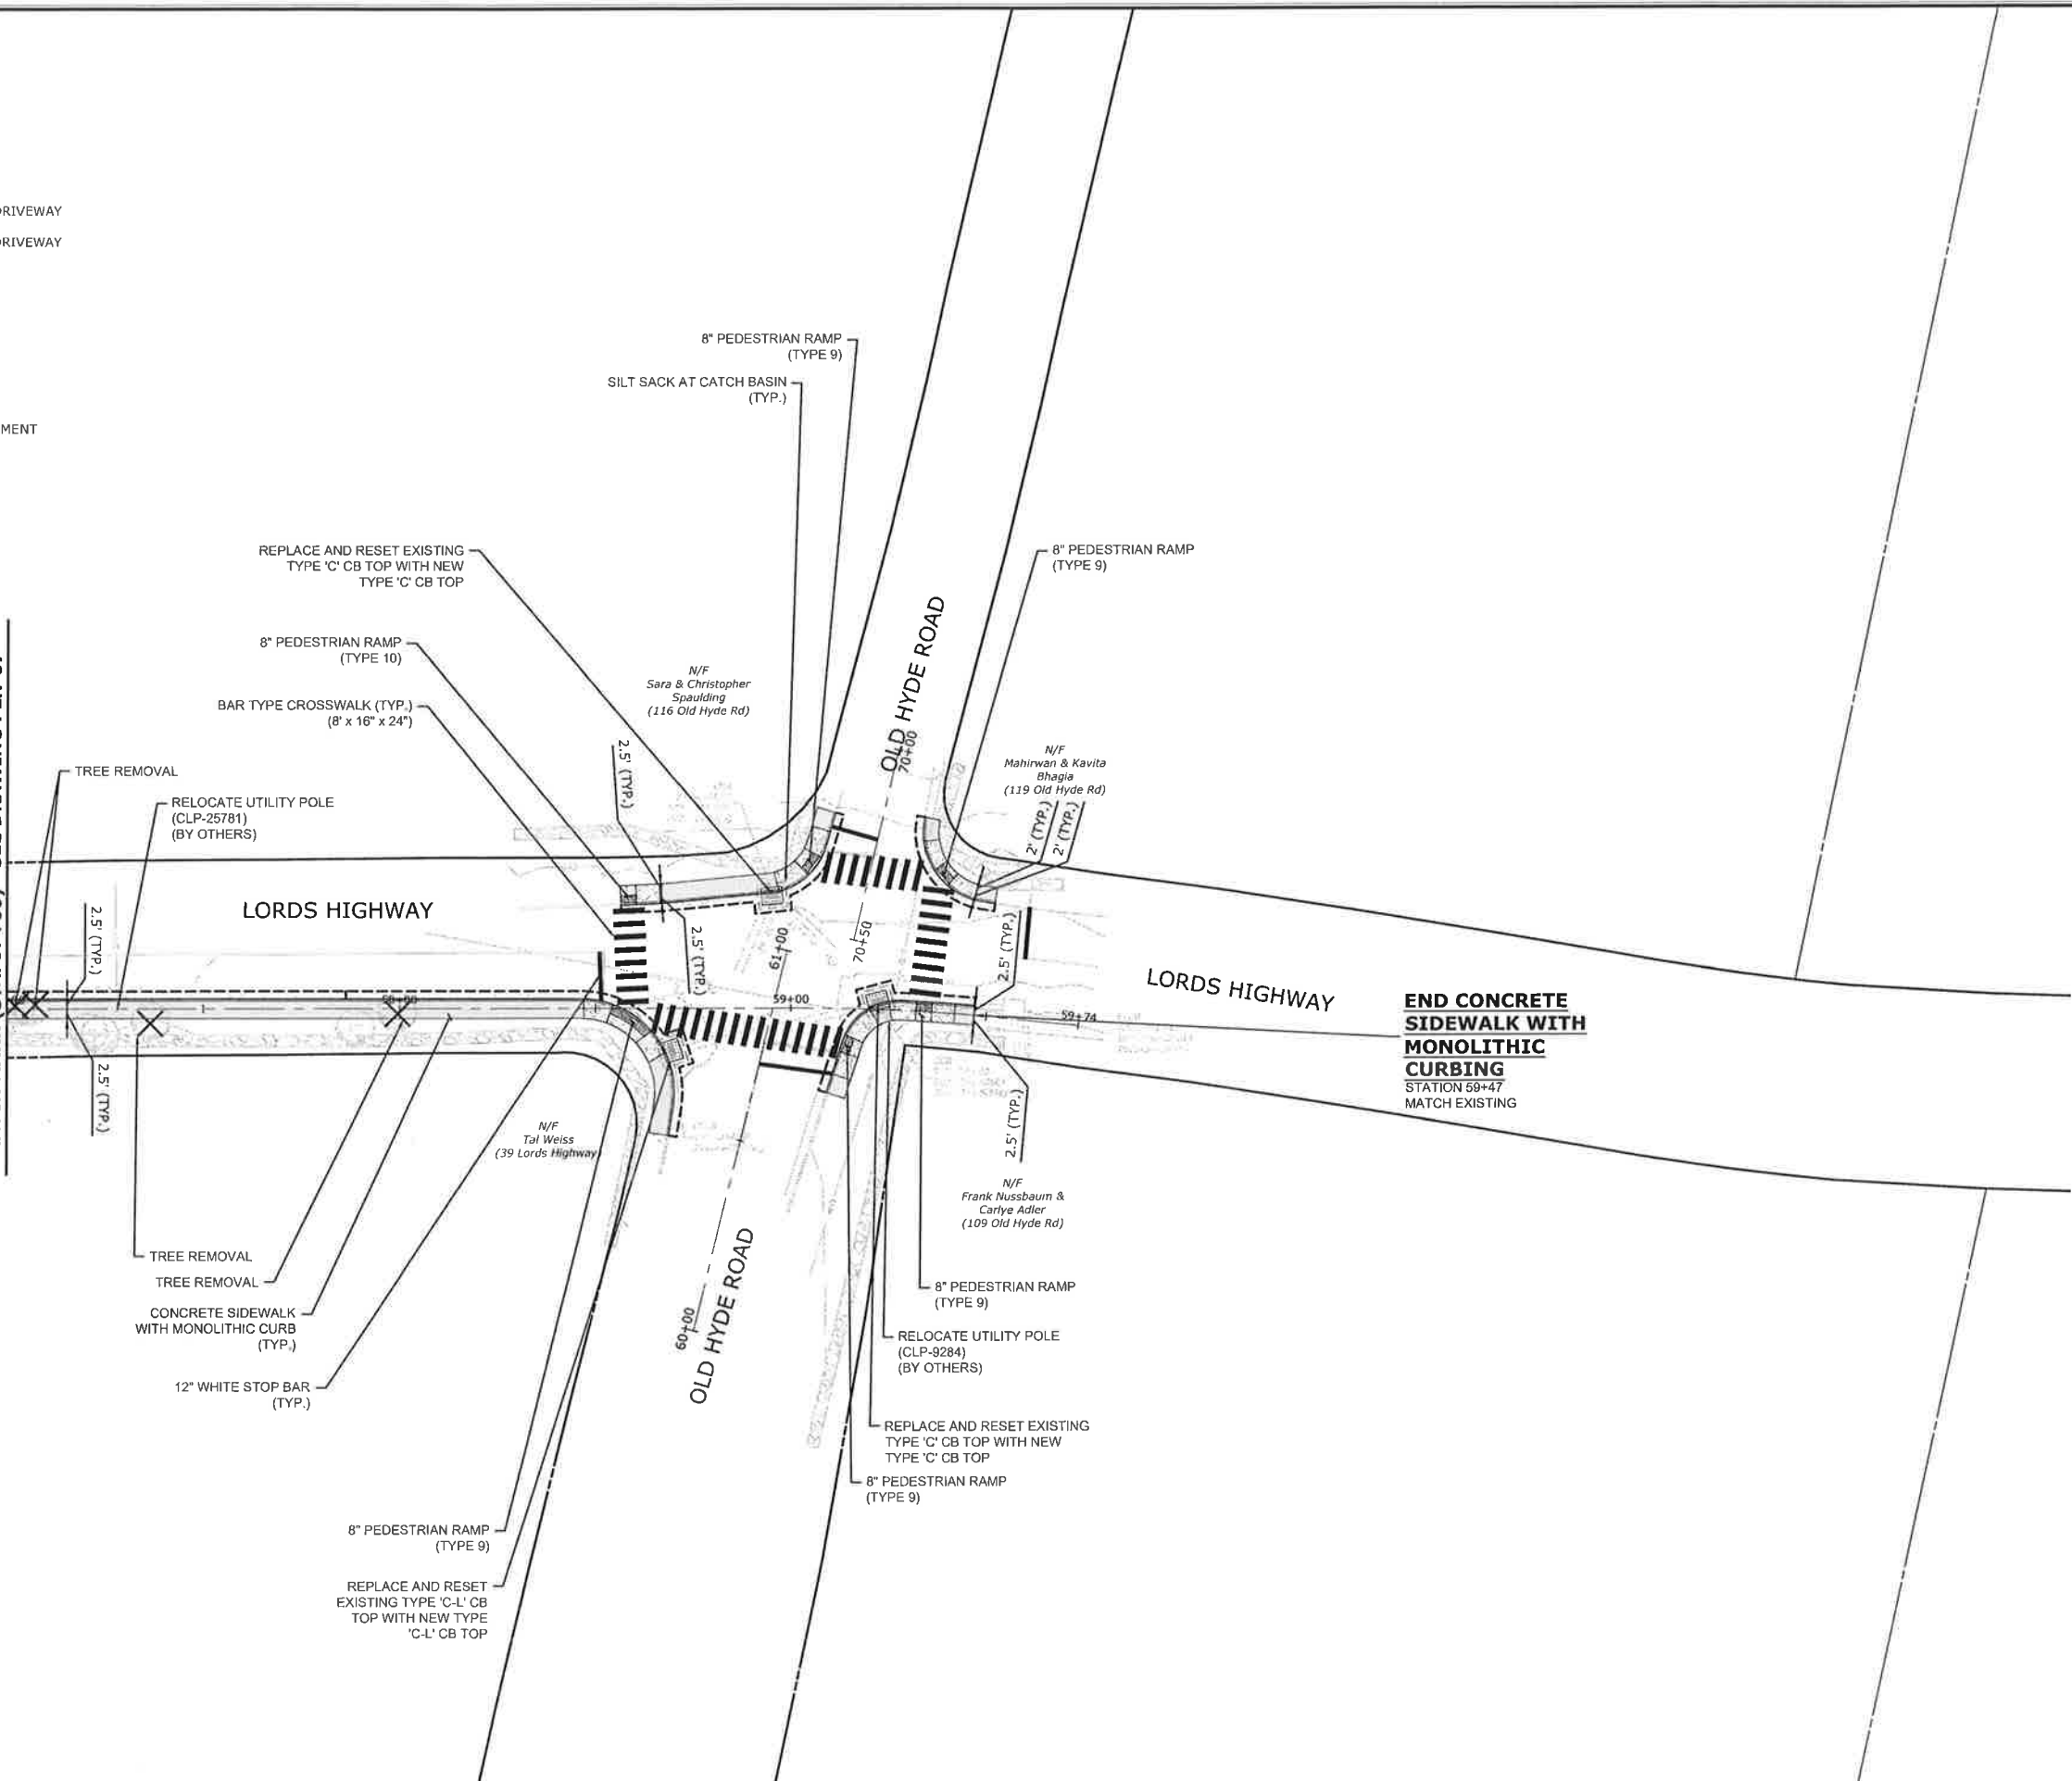 RIVEWAY
RIVEWAY
MENT
8" PEDESTRIAN RAMP
(TYPE 9)
SILT SACK AT CATCH BASIN
(TYP.)
REPLACE AND RESET EXISTING
TYPE 'C' CB TOP WITH NEW
TYPE 'C' CB TOP
8" PEDESTRIAN RAMP
(TYPE 9)
8" PEDESTRIAN RAMP
(TYPE 10)
BAR TYPE CROSSWALK (TYP.)
(8' x 16" x 24")
N/F
Sara & Christopher
Spaulding
(116 Old Hyde Rd)
OLD HYDE ROAD
70+00
N/F
Mahirwan & Kavita
Bhagia
(119 Old Hyde Rd)
TREE REMOVAL
RELOCATE UTILITY POLE
(CLP-25781)
(BY OTHERS)
2.5' (TYP.)
2' (TYP.)
2' (TYP.)
LORDS HIGHWAY
2.5' (TYP.)
2.5' (TYP.)
61+00
70+50
2.5' (TYP.)
59+00
59+74
LORDS HIGHWAY
END CONCRETE
SIDEWALK WITH
MONOLITHIC
CURBING
STATION 59+47
MATCH EXISTING
2.5' (TYP.)
2.5' (TYP.)
N/F
Tal Weiss
(39 Lords Highway)
N/F
Frank Nussbaum &
Carlye Adler
(109 Old Hyde Rd)
TREE REMOVAL
TREE REMOVAL
CONCRETE SIDEWALK
WITH MONOLITHIC CURB
(TYP.)
12" WHITE STOP BAR
(TYP.)
60+00
OLD HYDE ROAD
8" PEDESTRIAN RAMP
(TYPE 9)
RELOCATE UTILITY POLE
(CLP-9284)
(BY OTHERS)
REPLACE AND RESET EXISTING
TYPE 'C' CB TOP WITH NEW
TYPE 'C' CB TOP
8" PEDESTRIAN RAMP
(TYPE 9)
8" PEDESTRIAN RAMP
(TYPE 9)
REPLACE AND RESET
EXISTING TYPE 'C-L' CB
TOP WITH NEW TYPE
'C-L' CB TOP